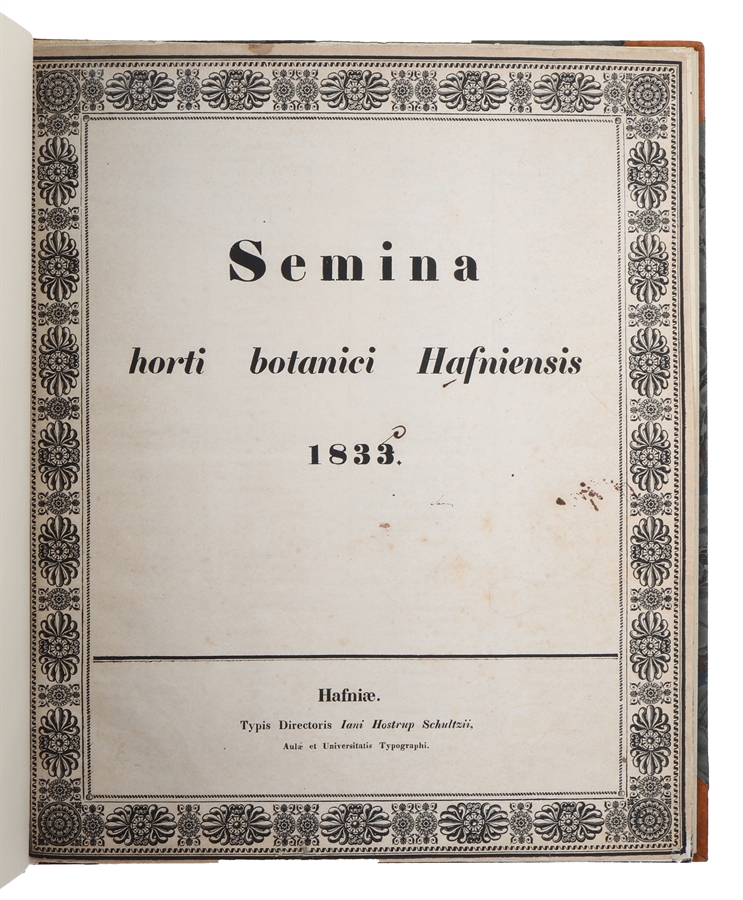 Semina
horti botanici Hafniensis
1833.
Hafniæ.
Typis Directoris Iani Hostrup Schultzii,
Aulæ et Universitatis Typographi.